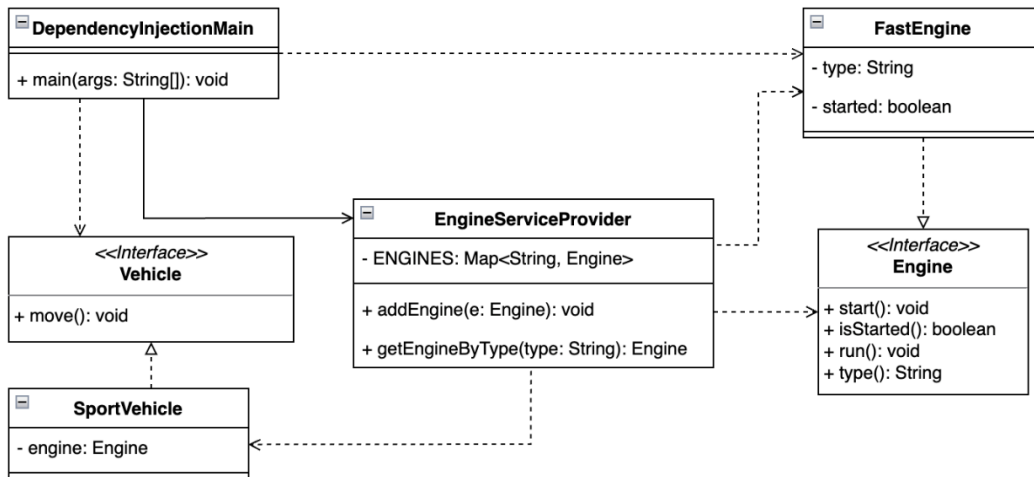 DependencyInjectionMain
+ main(args: String[]): void
FastEngine
- type: String
- started: boolean
EngineServiceProvider
- ENGINES: Map<String, Engine>
+ addEngine(e: Engine): void
+ getEngineByType(type: String): Engine
<<Interface>>
Vehicle
+ move(): void
<<Interface>>
Engine
+ start(): void
+ isStarted(): boolean
+ run(): void
+ type(): String
SportVehicle
- engine: Engine